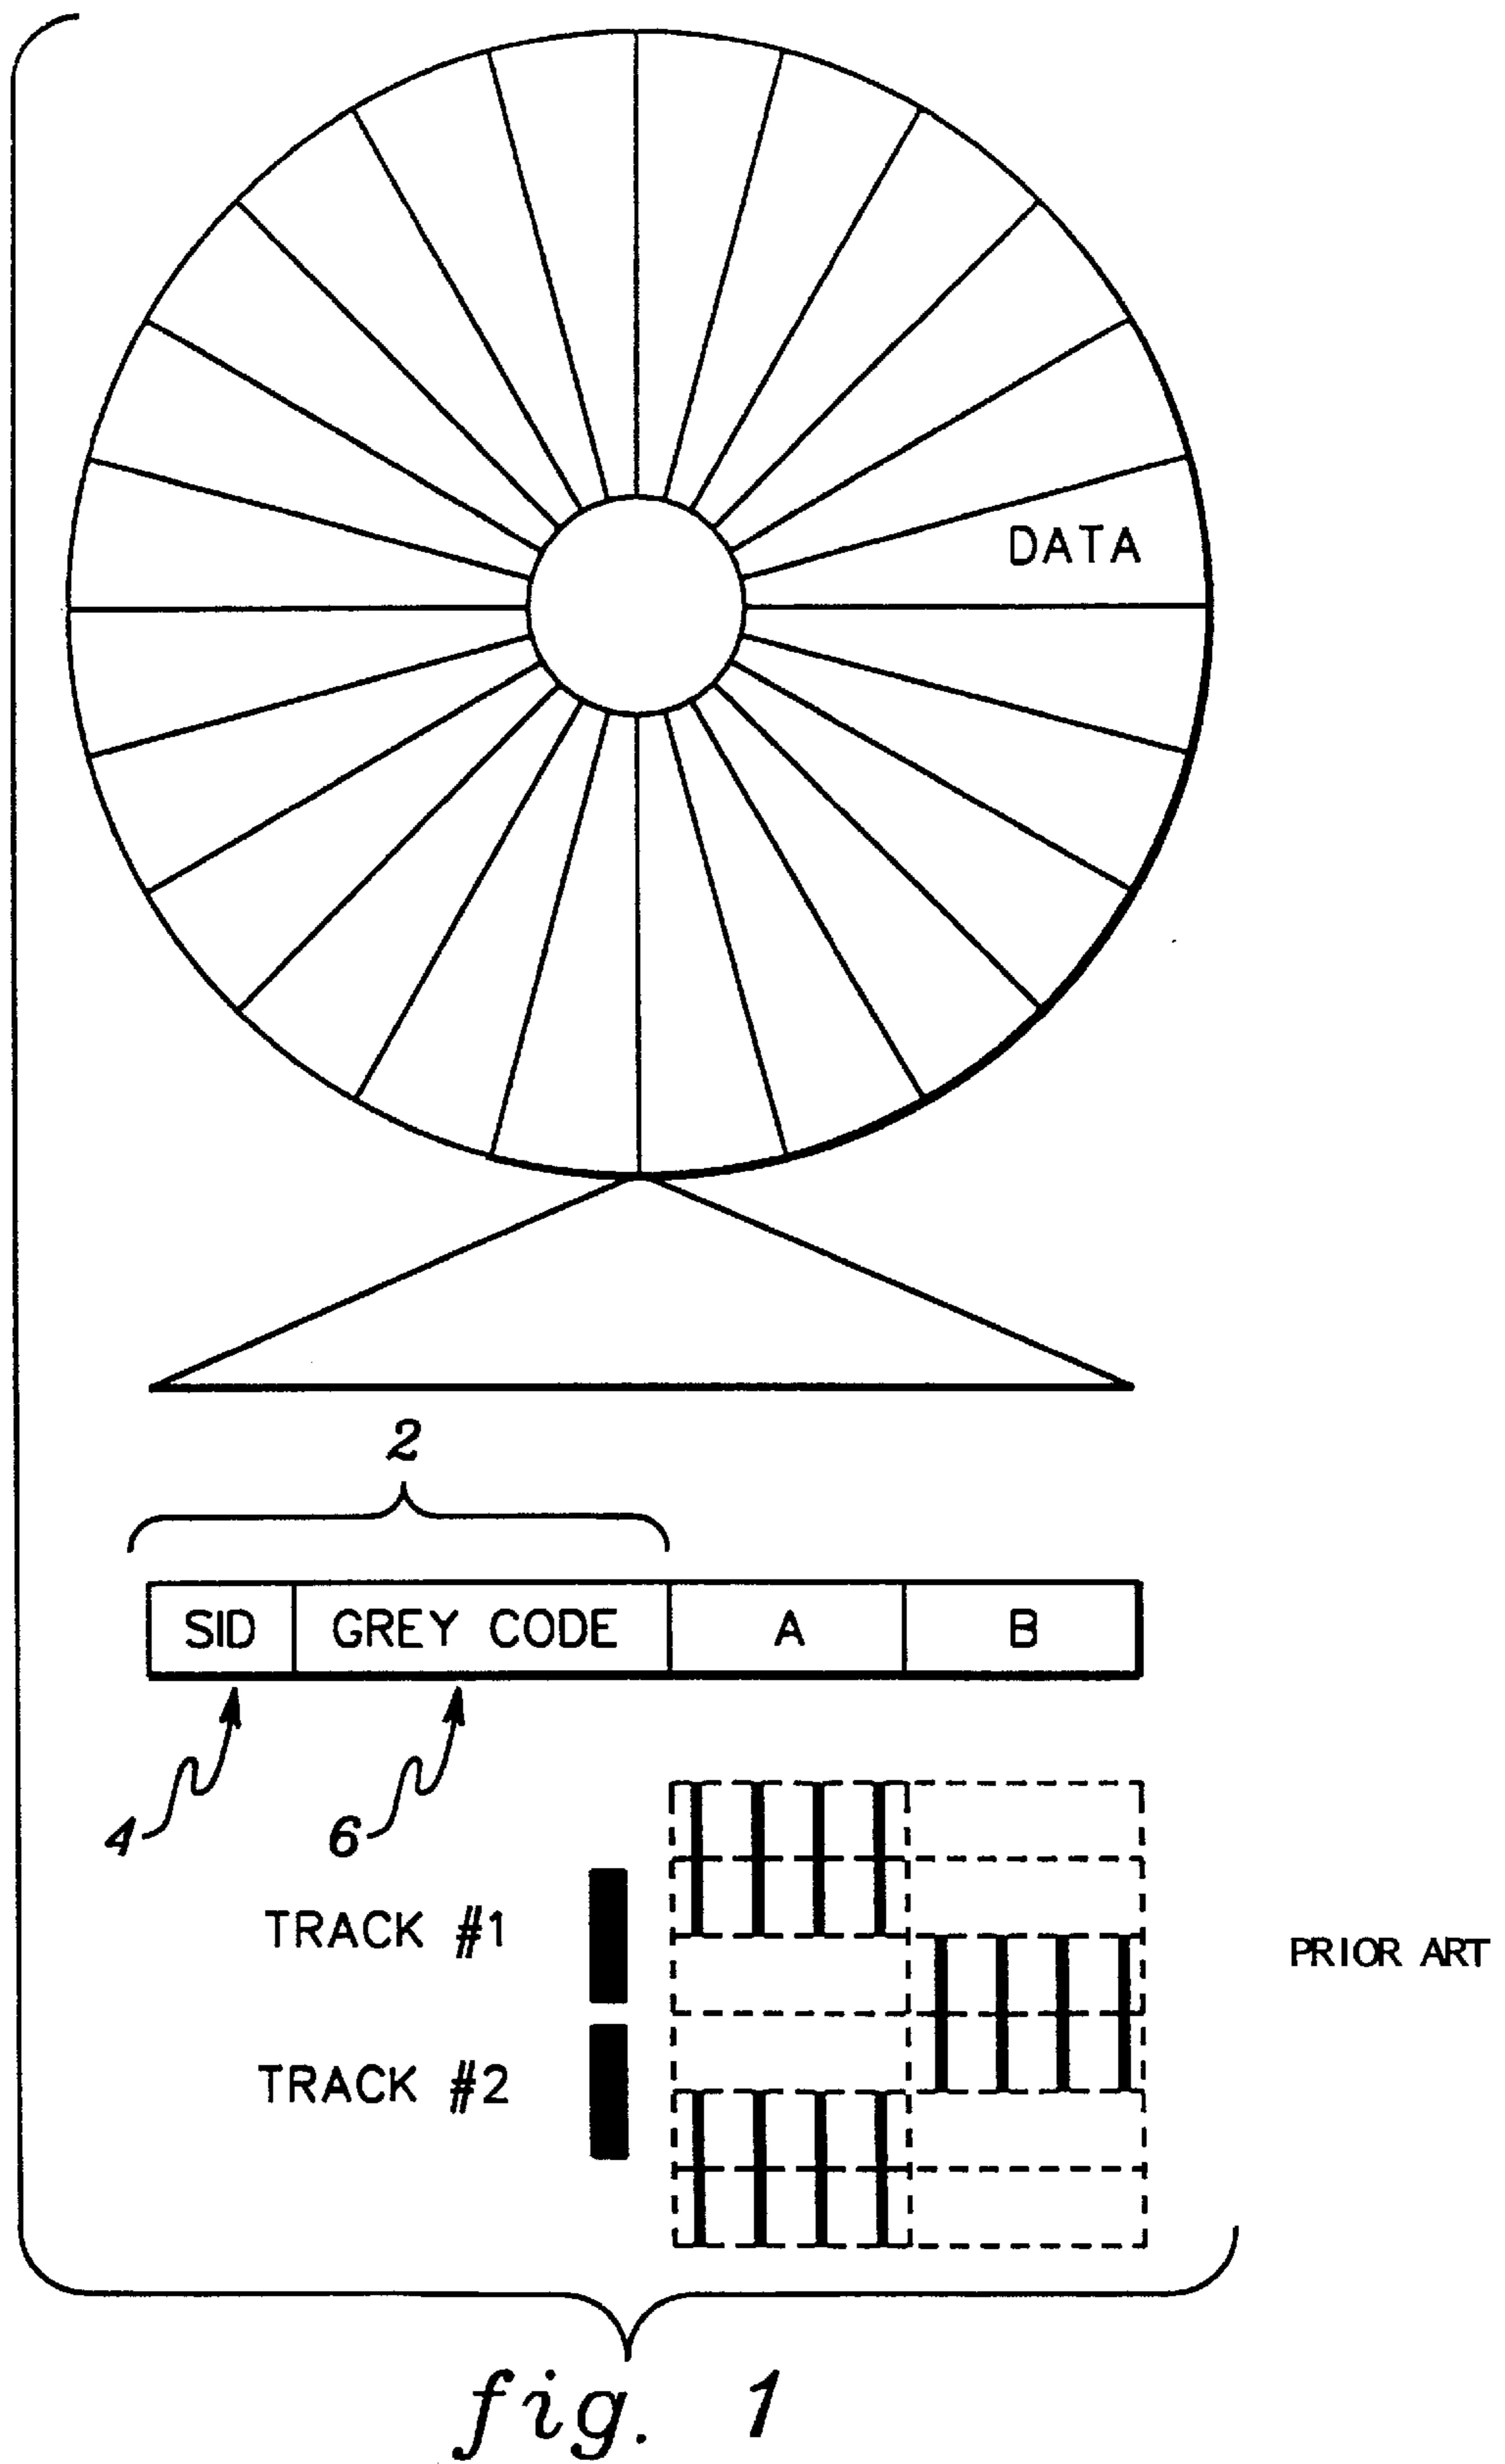 DATA
2
SID GREY CODE A B
4 6
TRACK #1
PRIOR ART
TRACK #2
fig. 1